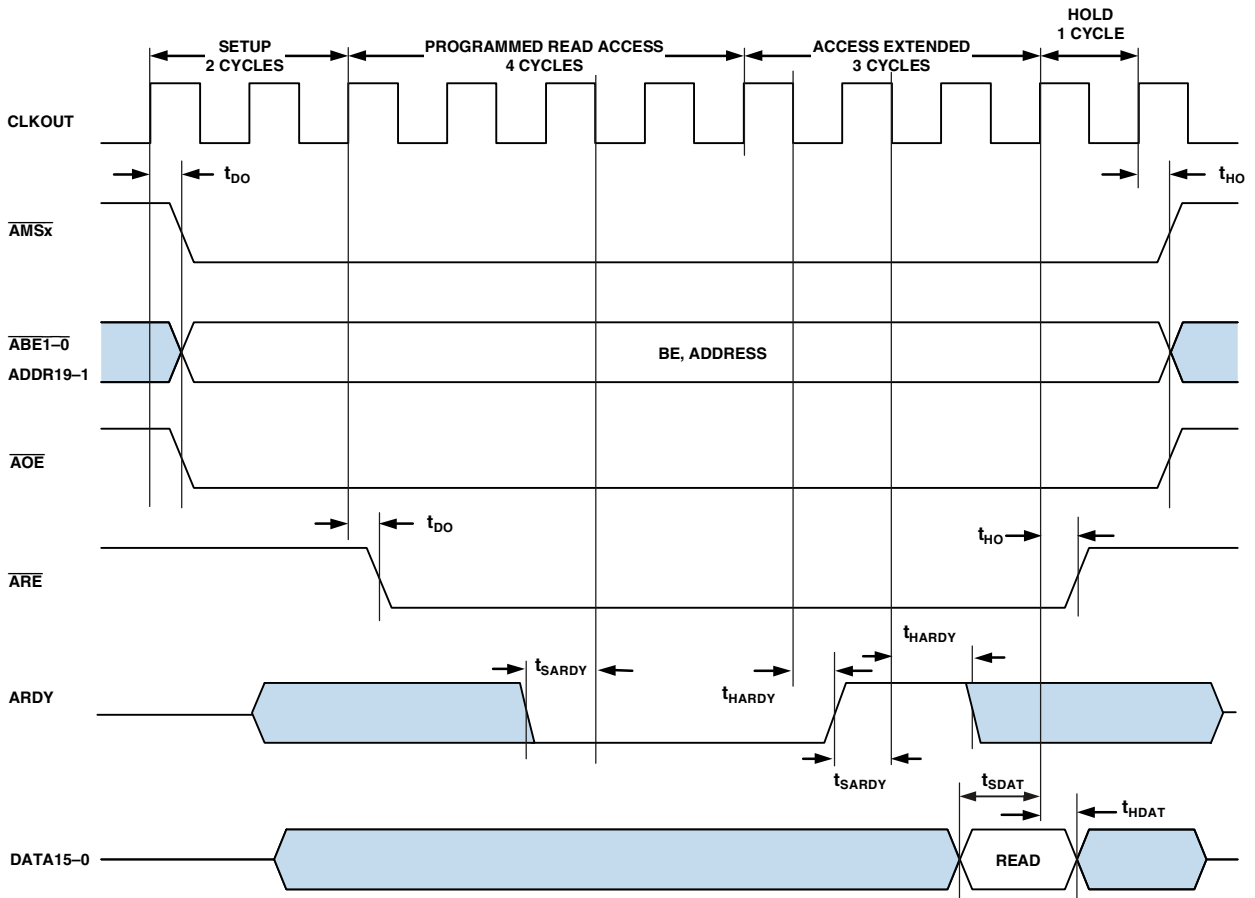 SETUP
2 CYCLES
PROGRAMMED READ ACCESS
4 CYCLES
ACCESS EXTENDED
3 CYCLES
HOLD
1 CYCLE
CLKOUT
tDO
tHO
AMSx
ABE1–0
ADDR19–1
BE, ADDRESS
AOE
tDO
tHO
ARE
tHARDY
tSARDY
tHARDY
ARDY
tSARDY
tSDAT
tHDAT
DATA15–0
READ